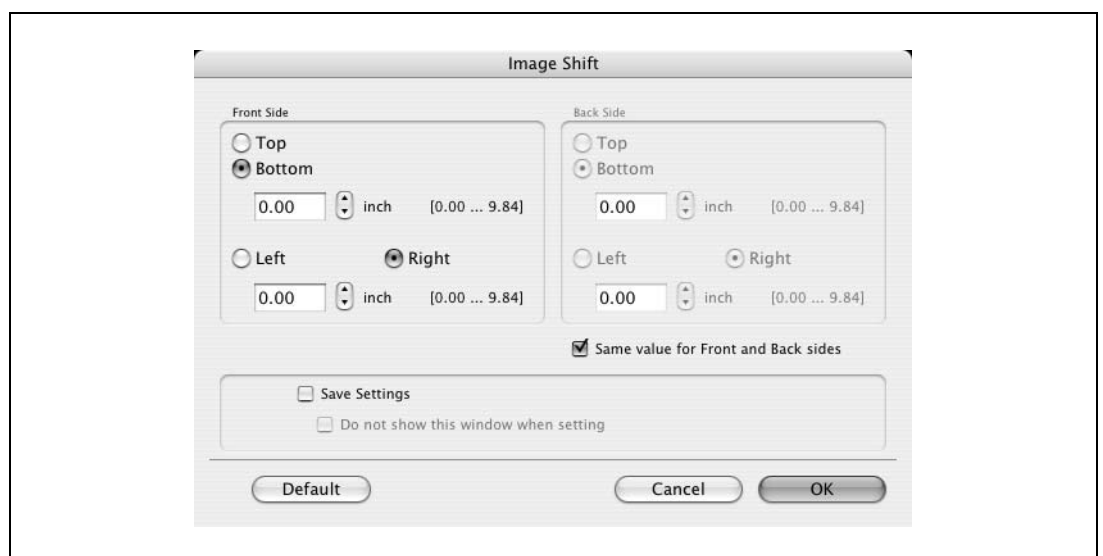 Image Shift
Front Side
Top
Bottom
0.00 inch [0.00 ... 9.84]
Left Right
0.00 inch [0.00 ... 9.84]
Back Side
Top
Bottom
0.00 inch [0.00 ... 9.84]
Left Right
0.00 inch [0.00 ... 9.84]
Same value for Front and Back sides
Save Settings
Do not show this window when setting
Default Cancel OK